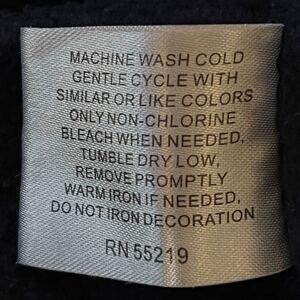 MACHINE WASH COLD
GENTLE CYCLE WITH
SIMILAR OR LIKE COLORS
ONLY NON-CHLORINE
BLEACH WHEN NEEDED,
TUMBLE DRY LOW,
REMOVE PROMPTLY
WARM IRON IF NEEDED,
DO NOT IRON DECORATION
RN 55219